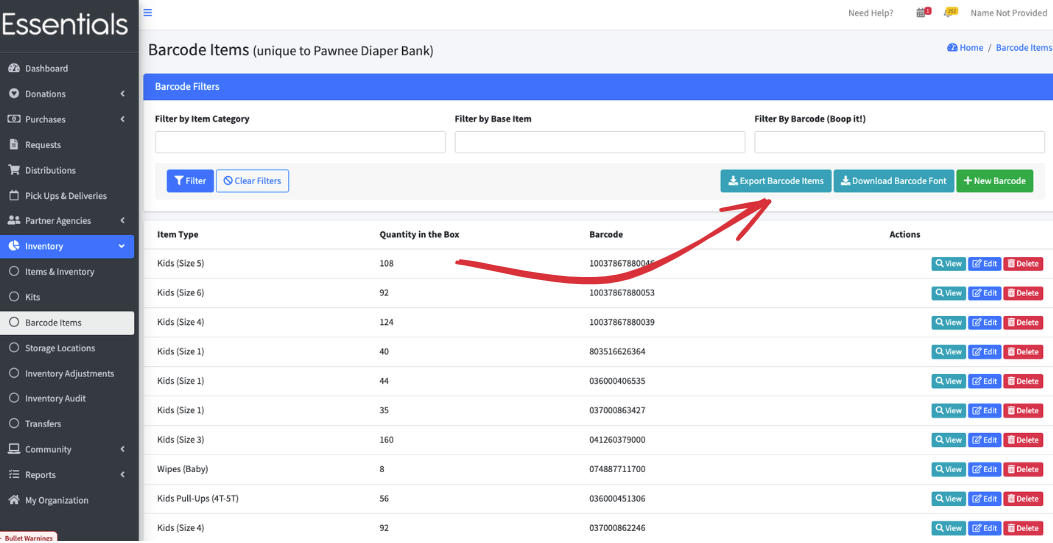 Essentials
Need Help? 3 252 Name Not Provided
Barcode Items (unique to Pawnee Diaper Bank)
Home / Barcode Items
Barcode Filters
Filter by Item Category Filter by Base Item Filter By Barcode (Boop it!)
Filter Clear Filters Export Barcode Items Download Barcode Font New Barcode
Item Type Quantity in the Box Barcode Actions
Kids (Size 5) 108 10037867880046 View Edit Delete
Kids (Size 6) 92 10037867880053 View Edit Delete
Kids (Size 4) 124 10037867880039 View Edit Delete
Kids (Size 1) 40 803516626364 View Edit Delete
Kids (Size 1) 44 036000406535 View Edit Delete
Kids (Size 1) 35 037000863427 View Edit Delete
Kids (Size 3) 160 041260379000 View Edit Delete
Wipes (Baby) 8 074887711700 View Edit Delete
Kids Pull-Ups (4T-5T) 56 036000451306 View Edit Delete
Kids (Size 4) 92 037000862246 View Edit Delete
Dashboard
Donations
Purchases
Requests
Distributions
Pick Ups & Deliveries
Partner Agencies
Inventory
Items & Inventory
Kits
Barcode Items
Storage Locations
Inventory Adjustments
Inventory Audit
Transfers
Community
Reports
My Organization
Bullet Warnings